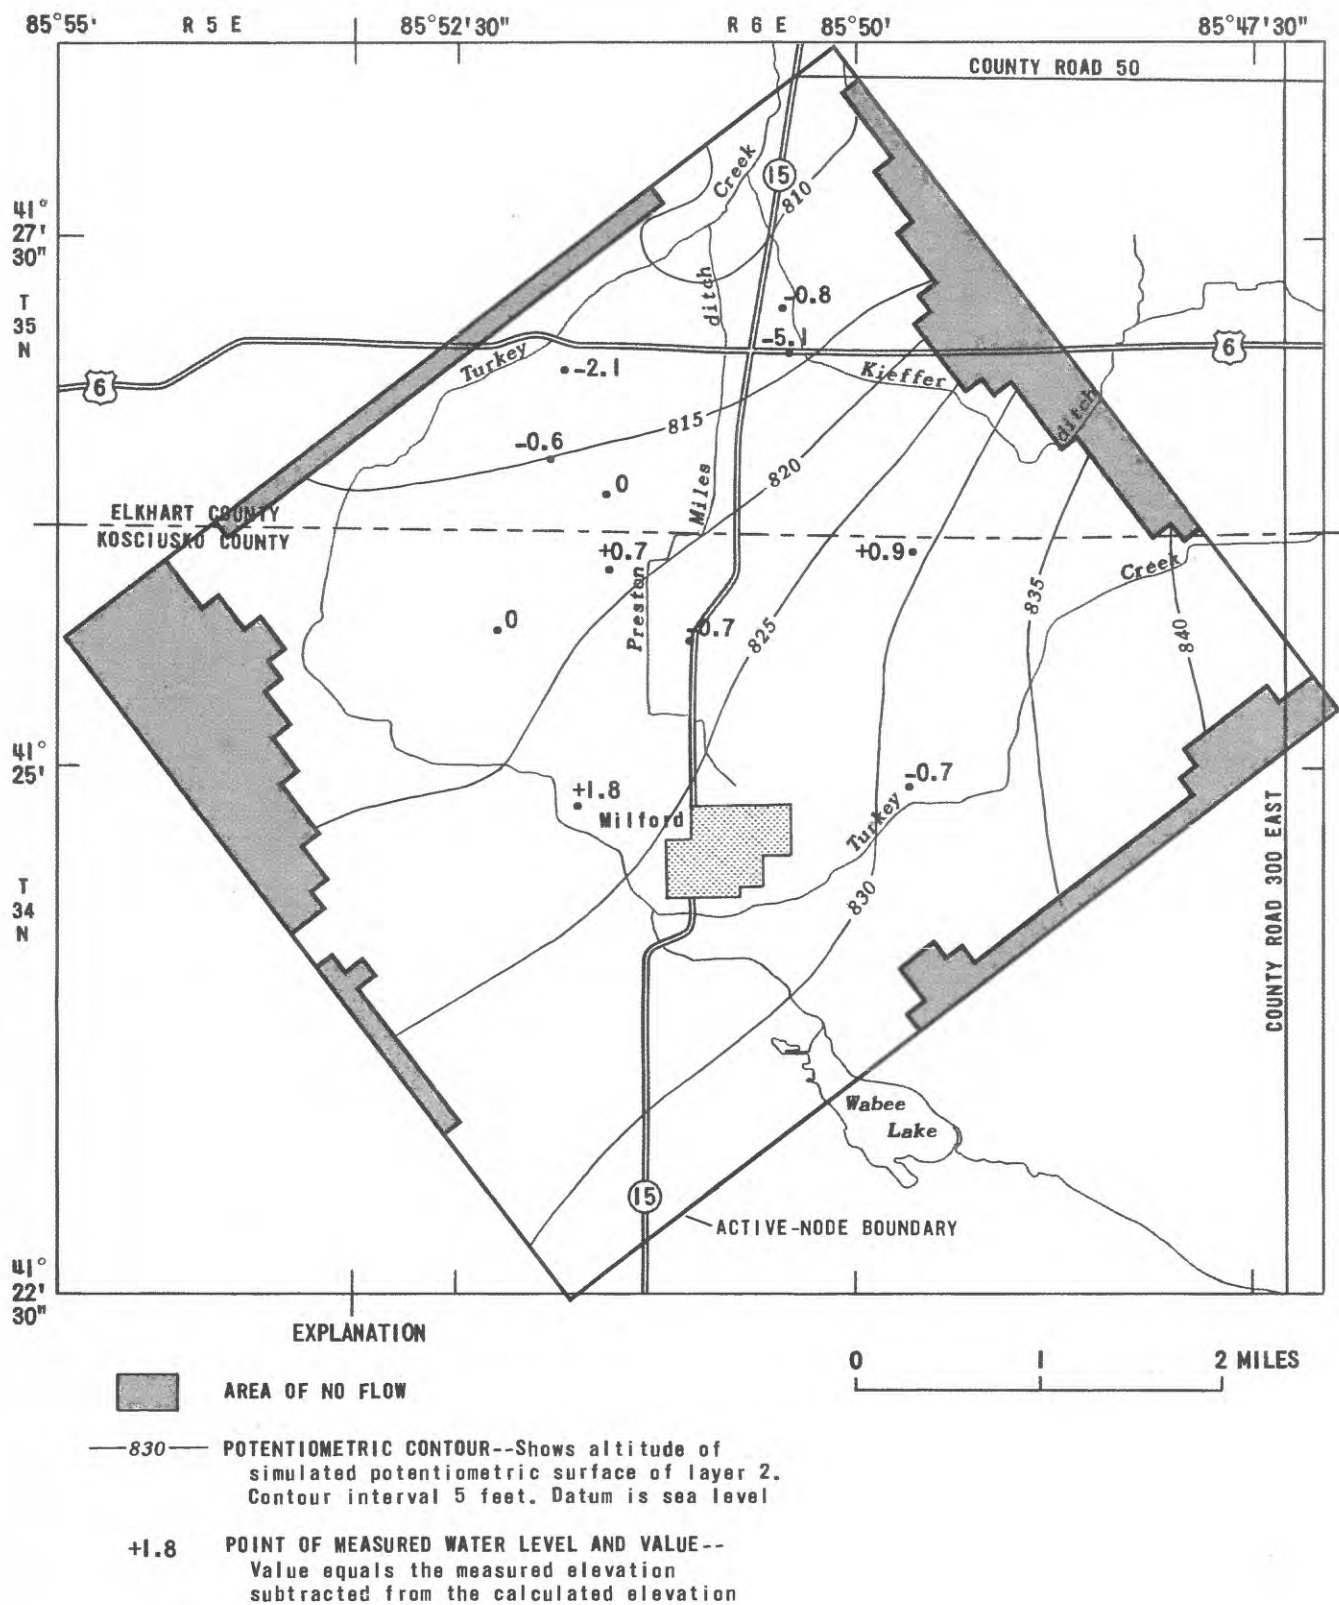 85°55' R 5 E 85°52'30" R 6 E 85°50' 85°47'30"
COUNTY ROAD 50
Creek
15
810
41°
27'
30"
T
35
N
ditch
-0.8
-5.1
6
Turkey
-2.1
Kieffer
6
ditch
815
-0.6
820
0
Miles
ELKHART COUNTY
KOSCIUSKO COUNTY
+0.7
+0.9
Creek
835
Preston
0
-0.7
825
840
41°
25'
+1.8
-0.7
Milford
Turkey
T
34
N
830
COUNTY ROAD 300 EAST
Wabee
Lake
15
ACTIVE-NODE BOUNDARY
41°
22'
30"
EXPLANATION
0 1 2 MILES
AREA OF NO FLOW
830 POTENTIOMETRIC CONTOUR--Shows altitude of
simulated potentiometric surface of layer 2.
Contour interval 5 feet. Datum is sea level
+1.8 POINT OF MEASURED WATER LEVEL AND VALUE--
Value equals the measured elevation
subtracted from the calculated elevation